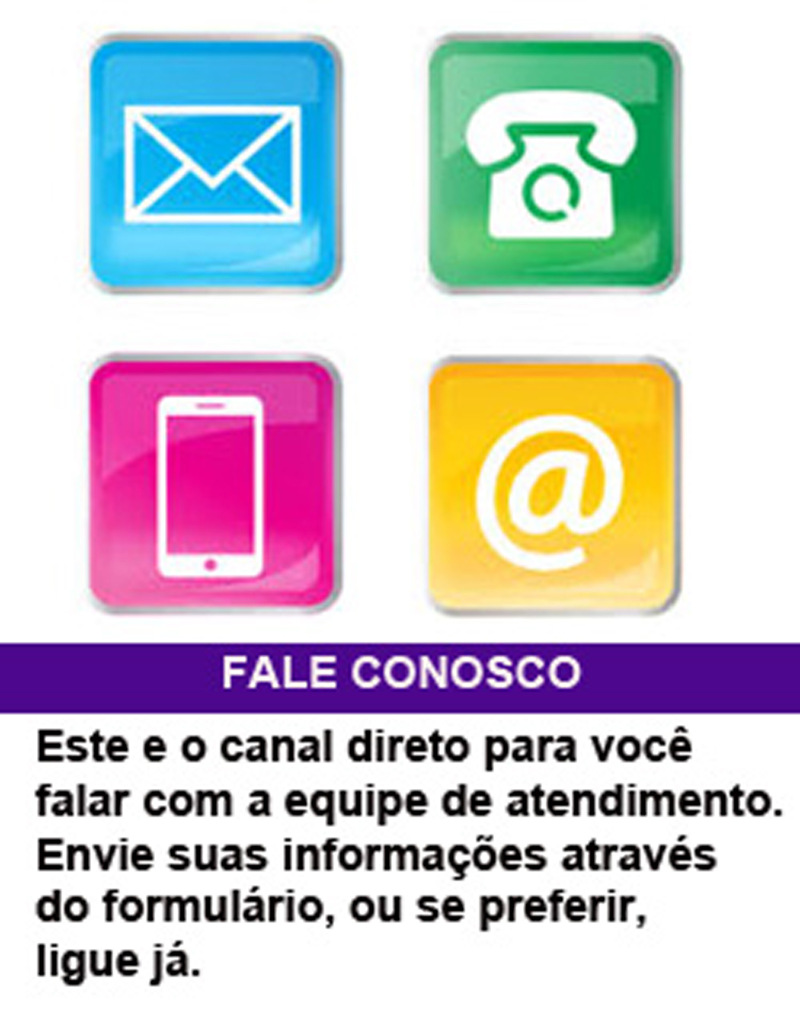 @
FALE CONOSCO
Este e o canal direto para você
falar com a equipe de atendimento.
Envie suas informações através
do formulário, ou se preferir,
ligue já.